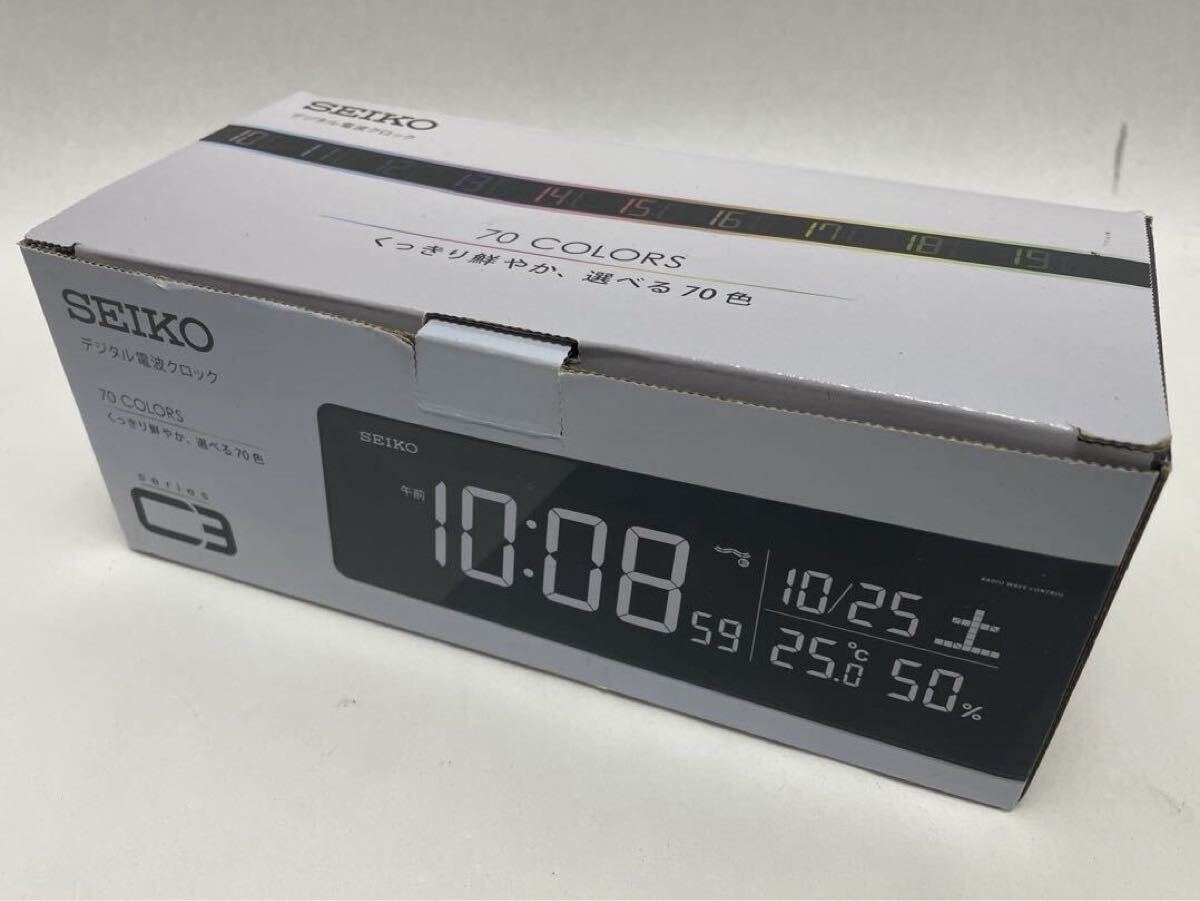 SEIKO
デジタル電波クロック
10 11 12 13 14 15 16 17 18 19
70 COLORS
くっきり鮮やか、選べる70色
SEIKO
デジタル電波クロック
70 COLORS
くっきり鮮やか、選べる70色
series
C3
SEIKO
午前
10:08
59
10/25 土
25.0 ℃ 50 %
RADIO WAVE CONTROL